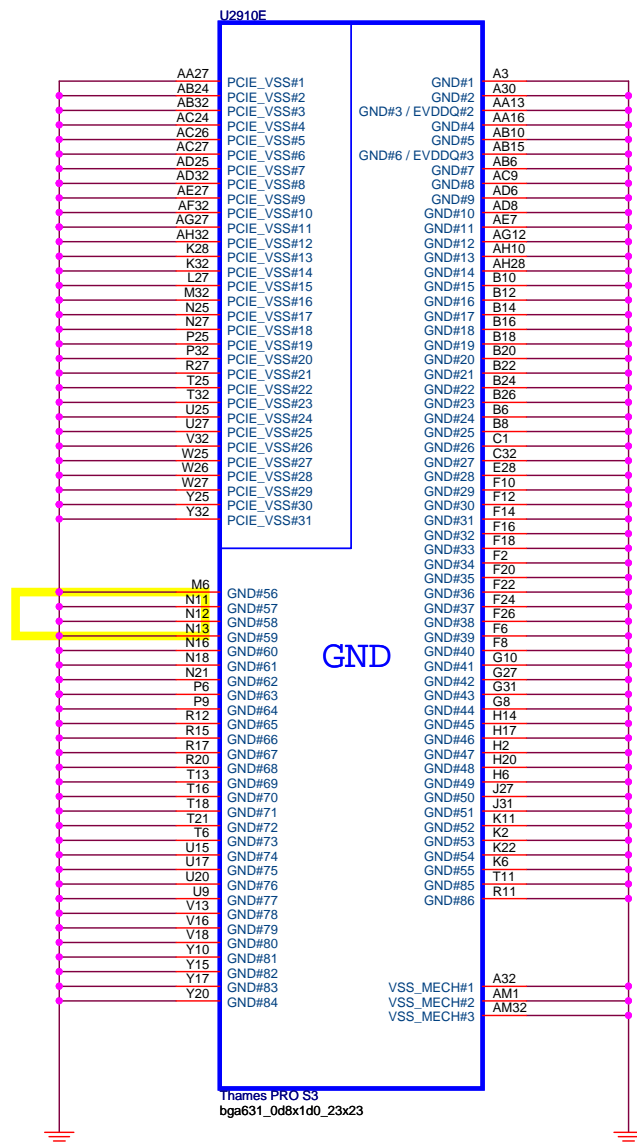 U2910E
AA27 PCIE_VSS#1 GND#1 A3
AB24 PCIE_VSS#2 GND#2 A30
AB32 PCIE_VSS#3 GND#3 / EVDDQ#2 AA13
AC24 PCIE_VSS#4 GND#4 AA16
AC26 PCIE_VSS#5 GND#5 AB10
AC27 PCIE_VSS#6 GND#6 / EVDDQ#3 AB15
AD25 PCIE_VSS#7 GND#7 AB6
AD32 PCIE_VSS#8 GND#8 AC9
AE27 PCIE_VSS#9 GND#9 AD6
AF32 PCIE_VSS#10 GND#10 AD8
AG27 PCIE_VSS#11 GND#11 AE7
AH32 PCIE_VSS#12 GND#12 AG12
K28 PCIE_VSS#13 GND#13 AH10
K32 PCIE_VSS#14 GND#14 AH28
L27 PCIE_VSS#15 GND#15 B10
M32 PCIE_VSS#16 GND#16 B12
N25 PCIE_VSS#17 GND#17 B14
N27 PCIE_VSS#18 GND#18 B16
P25 PCIE_VSS#19 GND#19 B18
P32 PCIE_VSS#20 GND#20 B20
R27 PCIE_VSS#21 GND#21 B22
T25 PCIE_VSS#22 GND#22 B24
T32 PCIE_VSS#23 GND#23 B26
U25 PCIE_VSS#24 GND#24 B6
U27 PCIE_VSS#25 GND#25 B8
V32 PCIE_VSS#26 GND#26 C1
W25 PCIE_VSS#27 GND#27 C32
W26 PCIE_VSS#28 GND#28 E28
W27 PCIE_VSS#29 GND#29 F10
Y25 PCIE_VSS#30 GND#30 F12
Y32 PCIE_VSS#31 GND#31 F14
GND#32 F16
GND#33 F18
GND#34 F2
GND#35 F20
M6 GND#56 GND#36 F22
N11 GND#57 GND#37 F24
N12 GND#58 GND#38 F26
N13 GND#59 GND#39 F6
N16 GND#60 GND#40 F8
GND
N18 GND#61 GND#41 G10
N21 GND#62 GND#42 G27
P6 GND#63 GND#43 G31
P9 GND#64 GND#44 G8
R12 GND#65 GND#45 H14
R15 GND#66 GND#46 H17
R17 GND#67 GND#47 H2
R20 GND#68 GND#48 H20
T13 GND#69 GND#49 H6
T16 GND#70 GND#50 J27
T18 GND#71 GND#51 J31
T21 GND#72 GND#52 K11
T6 GND#73 GND#53 K2
U15 GND#74 GND#54 K22
U17 GND#75 GND#55 K6
U20 GND#76 GND#85 T11
U9 GND#77 GND#86 R11
V13 GND#78
V16 GND#79
V18 GND#80
Y10 GND#81
Y15 GND#82
Y17 GND#83 VSS_MECH#1 A32
Y20 GND#84 VSS_MECH#2 AM1
VSS_MECH#3 AM32
Thames PRO S3
bga631_0d8x1d0_23x23